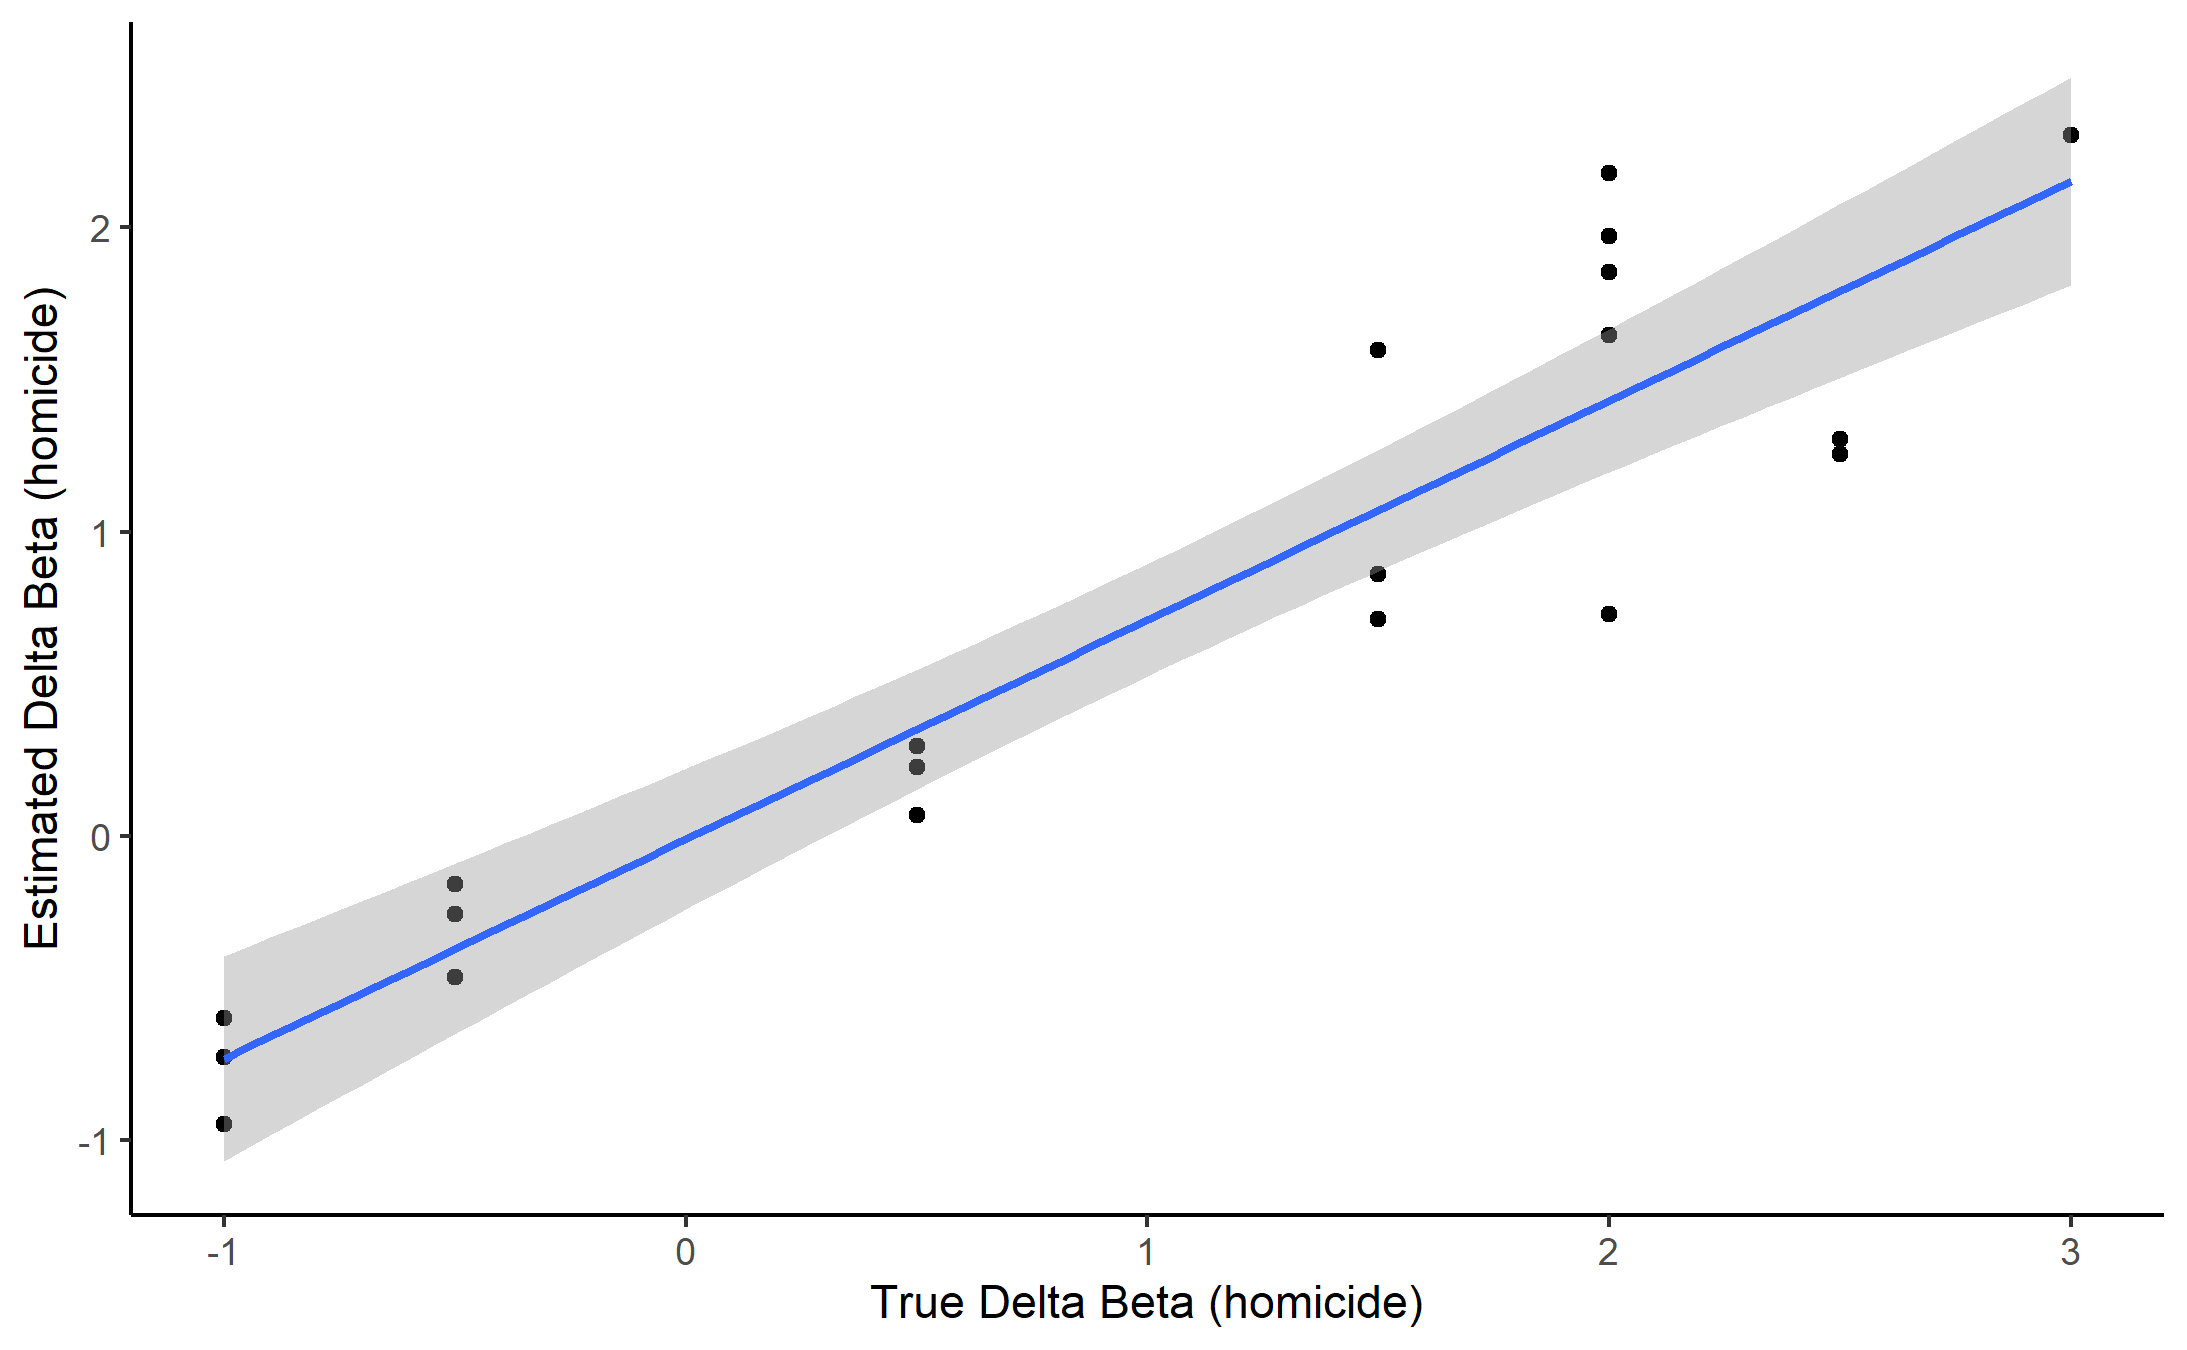 Estimated Delta Beta (homicide)
2
1
0
-1
-1 0 1 2 3
True Delta Beta (homicide)